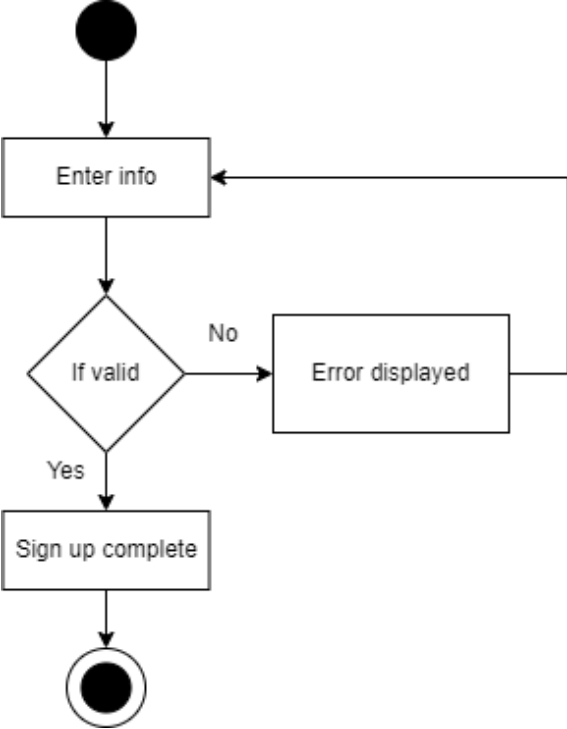 Enter info
If valid
No
Error displayed
Yes
Sign up complete